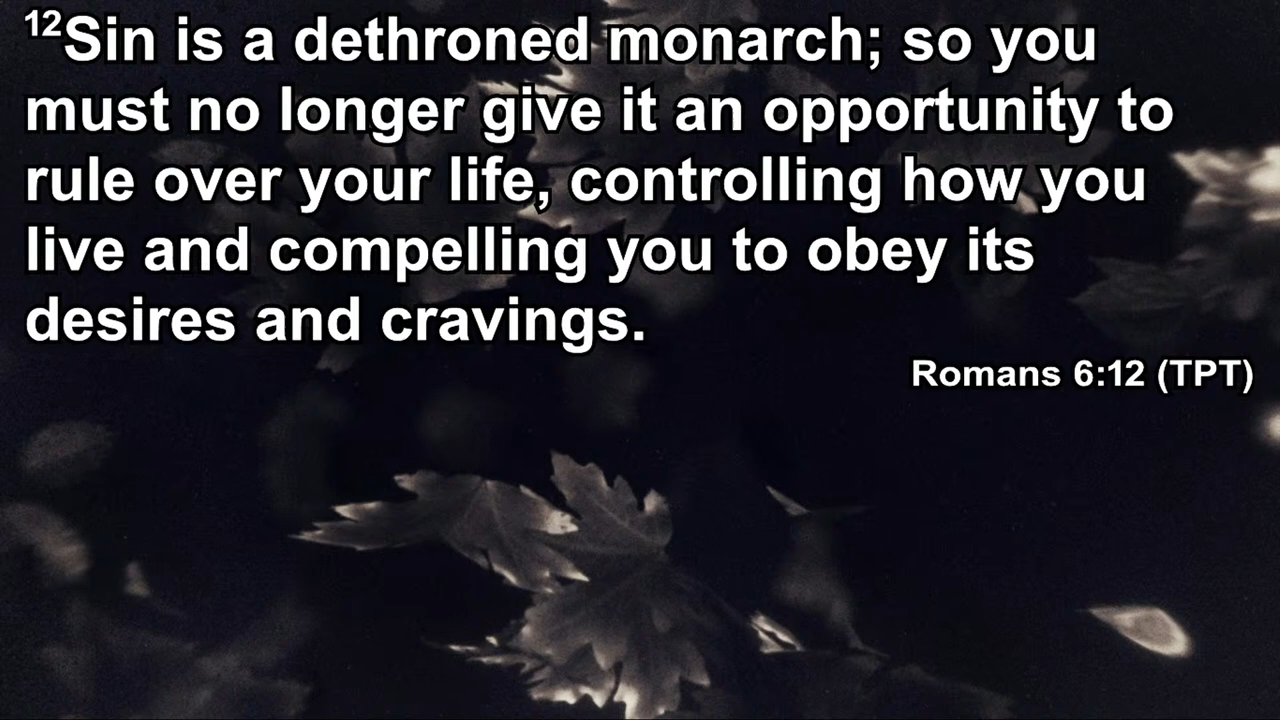 12Sin is a dethroned monarch; so you
must no longer give it an opportunity to
rule over your life, controlling how you
live and compelling you to obey its
desires and cravings.
Romans 6:12 (TPT)